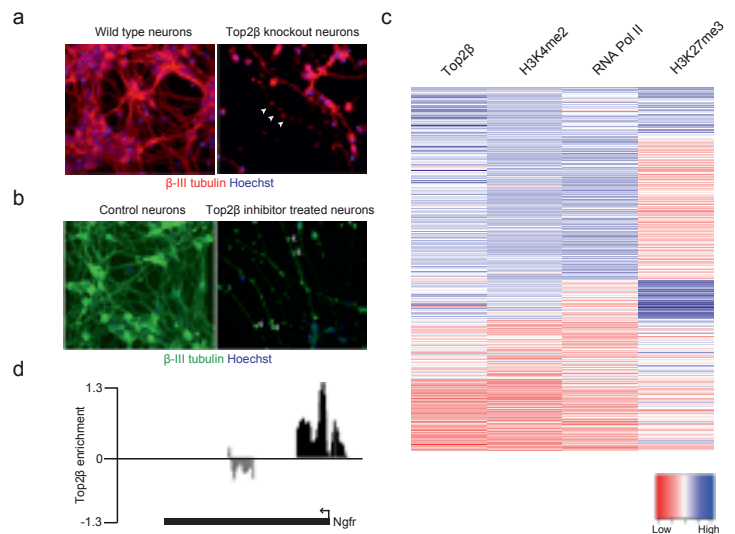 a
Wild type neurons
Top2β knockout neurons
β-III tubulin Hoechst
b
Control neurons
Top2β inhibitor treated neurons
β-III tubulin Hoechst
c
Top2β
H3K4me2
RNA Pol II
H3K27me3
Low
High
d
Top2β enrichment
1.3
0
-1.3
Ngfr